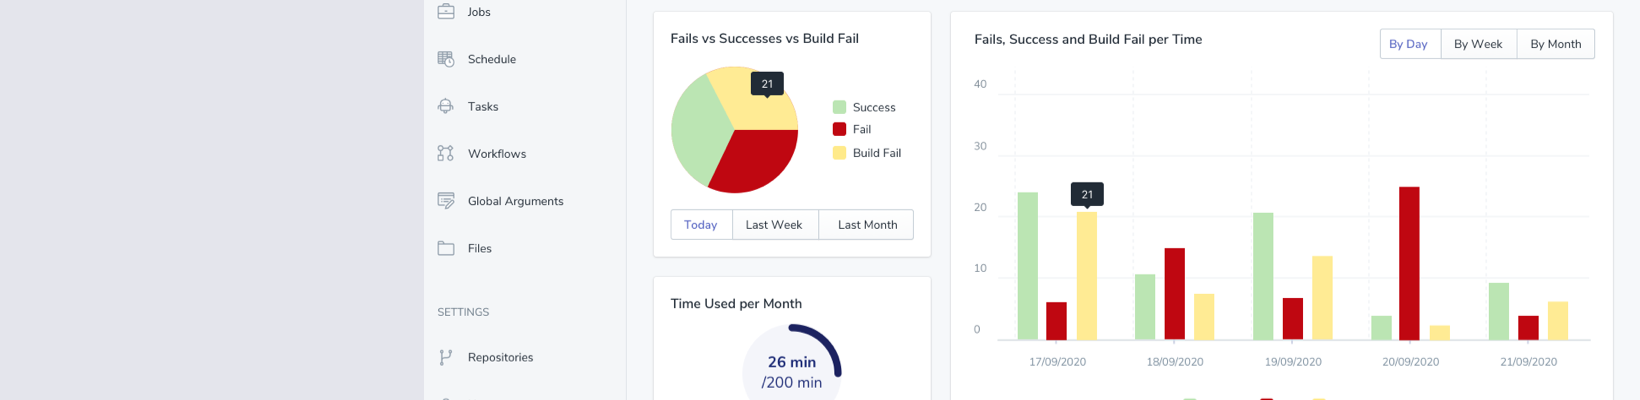 Jobs
Schedule
Tasks
Workflows
Global Arguments
Files
SETTINGS
Repositories
Fails vs Successes vs Build Fail
21
Success
Fail
Build Fail
Today
Last Week
Last Month
Time Used per Month
26 min
/200 min
Fails, Success and Build Fail per Time
By Day
By Week
By Month
40
30
20
10
0
21
17/09/2020
18/09/2020
19/09/2020
20/09/2020
21/09/2020